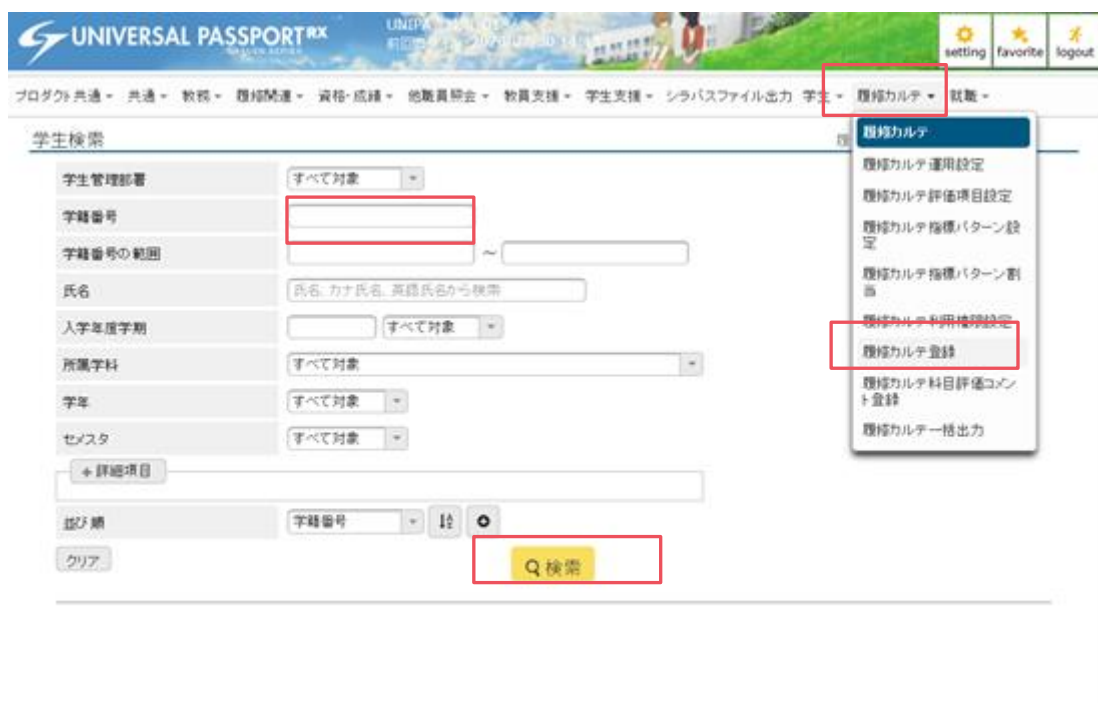 UNIVERSAL PASSPORT RX
setting
favorite
logout
プロダクト共通
共通
教務
履修関連
資格・成績
他職員照会
教員支援
学生支援
シラバスファイル出力
学生
履修カルテ
就職
学生検索
履修カルテ
履修カルテ運用設定
履修カルテ評価項目設定
履修カルテ指標パターン設
定
履修カルテ指標パターン割
当
履修カルテ利用権限設定
履修カルテ登録
履修カルテ科目評価コメン
ト登録
履修カルテ一括出力
学生管理部署
すべて対象
学籍番号
学籍番号の範囲
～
氏名
氏名, カナ氏名, 英語氏名から検索
入学年度学期
すべて対象
所属学科
すべて対象
学年
すべて対象
セメスタ
すべて対象
+ 詳細項目
並び順
学籍番号
クリア
検索